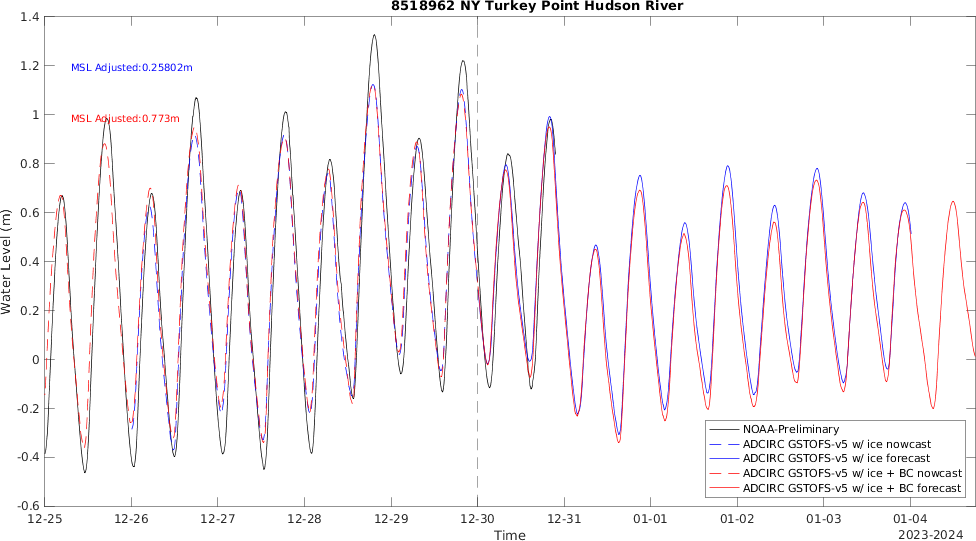 8518962 NY Turkey Point Hudson River
1.4
1.2
1
0.8
0.6
0.4
0.2
0
-0.2
-0.4
-0.6
Water Level (m)
MSL Adjusted:0.25802m
MSL Adjusted:0.773m
NOAA-Preliminary
ADCIRC GSTOFS-v5 w/ ice nowcast
ADCIRC GSTOFS-v5 w/ ice forecast
ADCIRC GSTOFS-v5 w/ ice + BC nowcast
ADCIRC GSTOFS-v5 w/ ice + BC forecast
12-25 12-26 12-27 12-28 12-29 12-30 12-31 01-01 01-02 01-03 01-04
Time
2023-2024